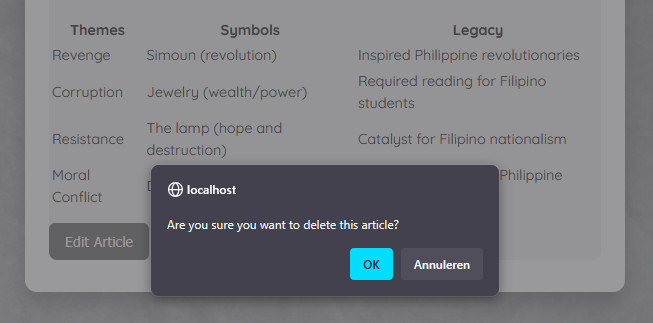 Themes Symbols Legacy
Revenge Simoun (revolution) Inspired Philippine revolutionaries
Corruption Jewelry (wealth/power) Required reading for Filipino
students
Resistance The lamp (hope and
destruction) Catalyst for Filipino nationalism
Moral
Conflict Philippine
localhost
Are you sure you want to delete this article?
OK Annuleren
Edit Article